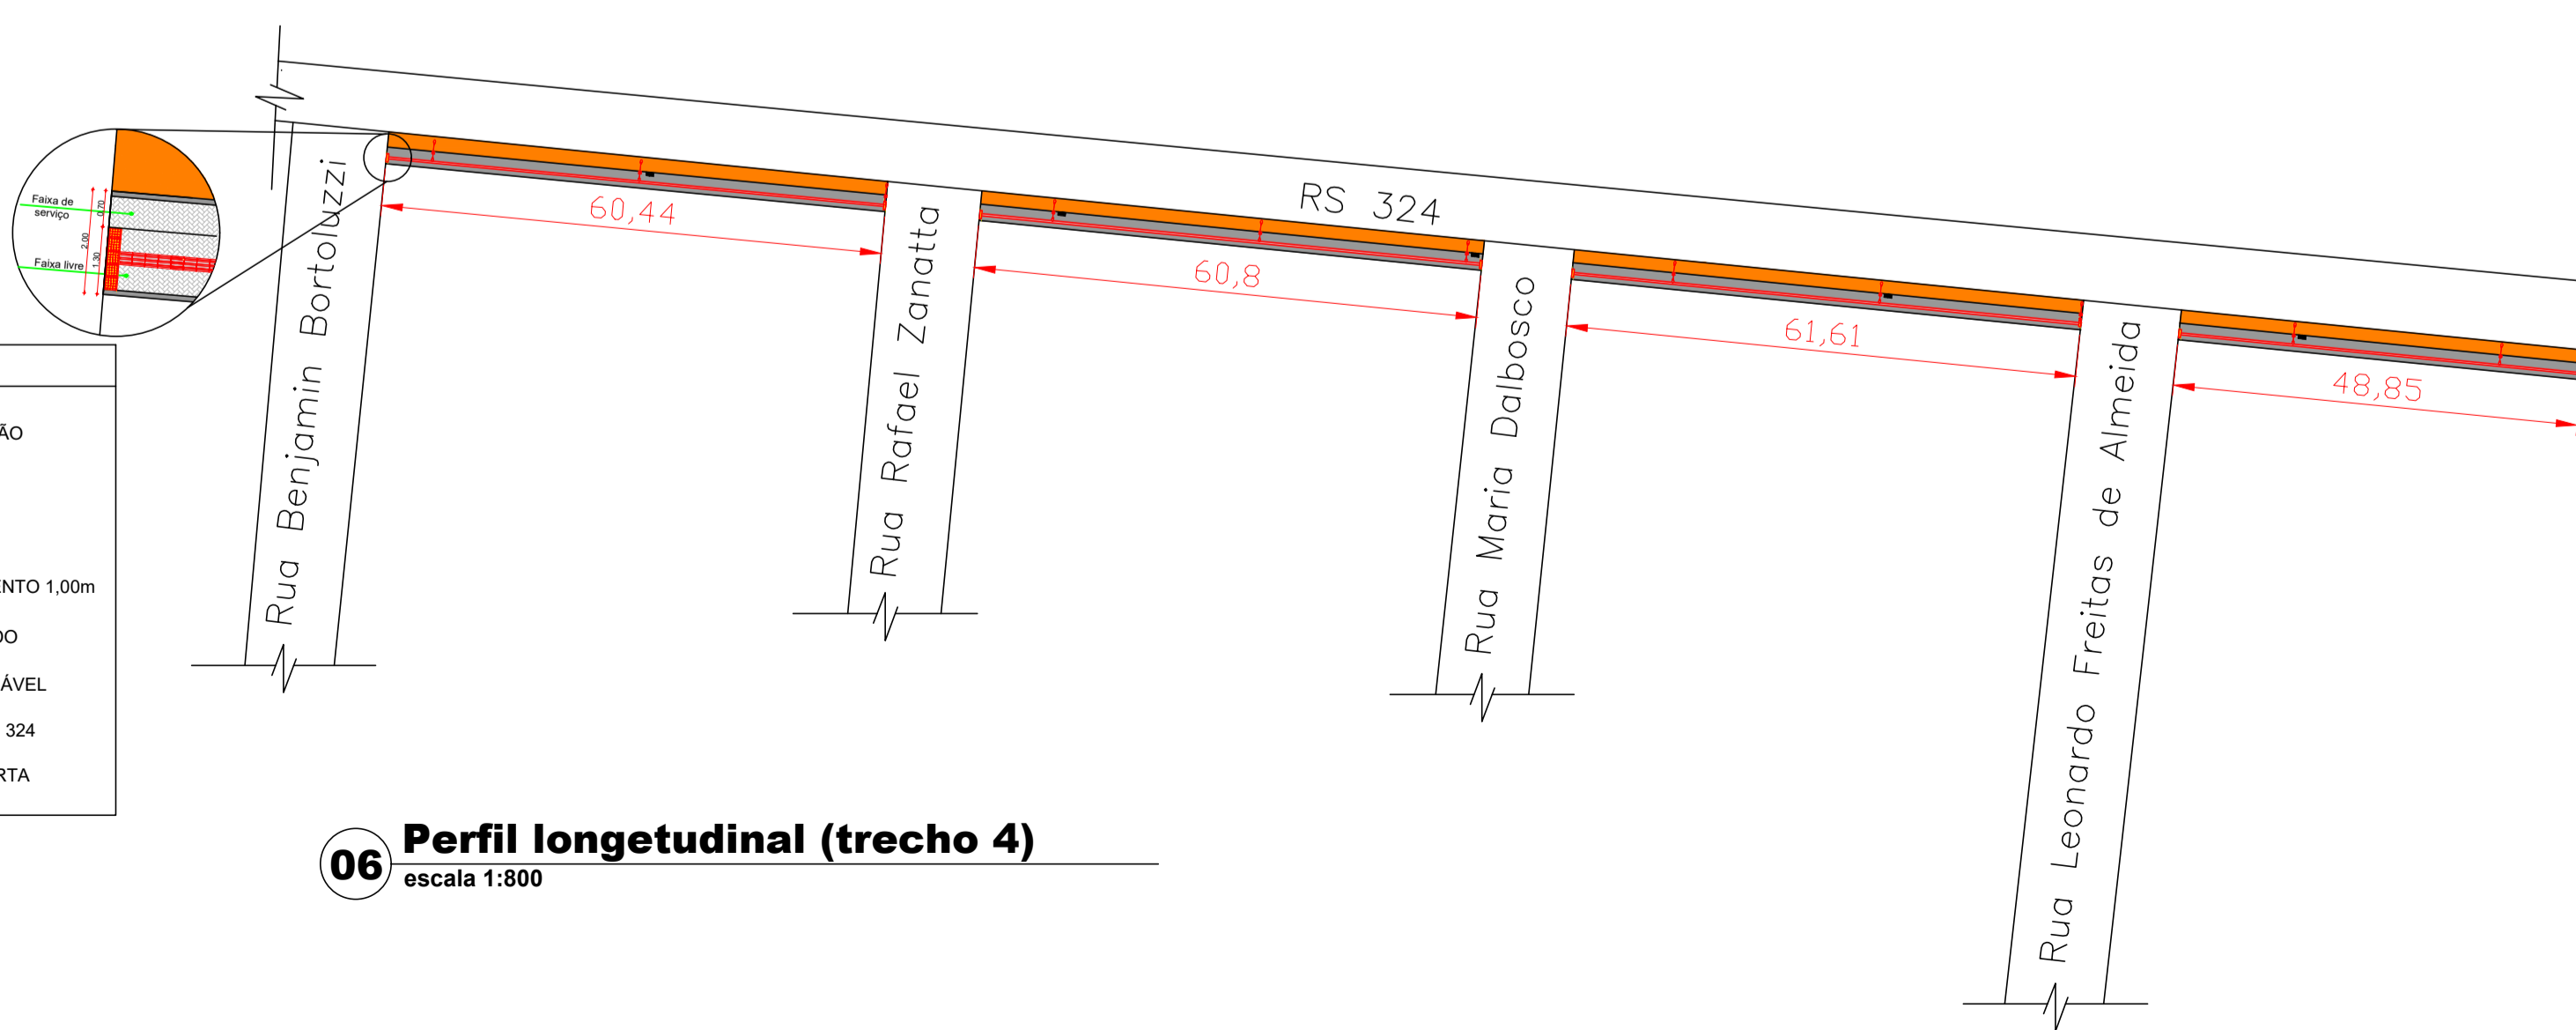 RS 324
Faixa de
serviço
Faixa livre
0.70
2.00
1.30
60,44
60,8
61,61
48,85
Rua Benjamin Bortoluzzi
Rua Rafael Zanatta
Rua Maria Dalbosco
Rua Leonardo Freitas de Almeida
ÃO
ENTO 1,00m
DO
ÁVEL
324
RTA
06
Perfil longetudinal (trecho 4)
escala 1:800